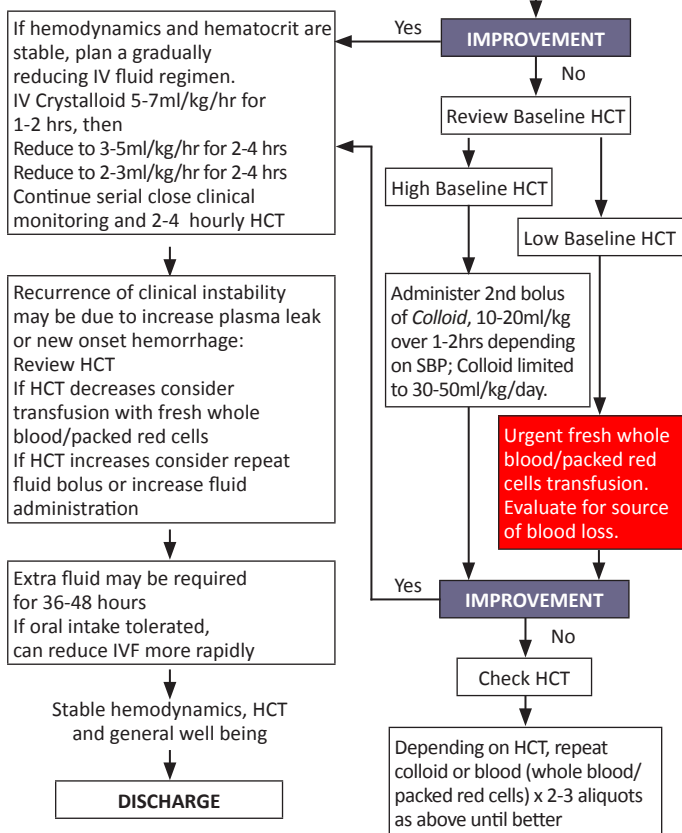 If hemodynamics and hematocrit are
stable, plan a gradually
reducing IV fluid regimen.
IV Crystalloid 5-7ml/kg/hr for
1-2 hrs, then
Reduce to 3-5ml/kg/hr for 2-4 hrs
Reduce to 2-3ml/kg/hr for 2-4 hrs
Continue serial close clinical
monitoring and 2-4 hourly HCT
Recurrence of clinical instability
may be due to increase plasma leak
or new onset hemorrhage:
Review HCT
If HCT decreases consider
transfusion with fresh whole
blood/packed red cells
If HCT increases consider repeat
fluid bolus or increase fluid
administration
Extra fluid may be required
for 36-48 hours
If oral intake tolerated,
can reduce IVF more rapidly
Stable hemodynamics, HCT
and general well being
DISCHARGE
Yes
IMPROVEMENT
No
Review Baseline HCT
High Baseline HCT
Low Baseline HCT
Administer 2nd bolus
of Colloid, 10-20ml/kg
over 1-2hrs depending
on SBP; Colloid limited
to 30-50ml/kg/day.
Urgent fresh whole
blood/packed red
cells transfusion.
Evaluate for source
of blood loss.
Yes
IMPROVEMENT
No
Check HCT
Depending on HCT, repeat
colloid or blood (whole blood/
packed red cells) x 2-3 aliquots
as above until better